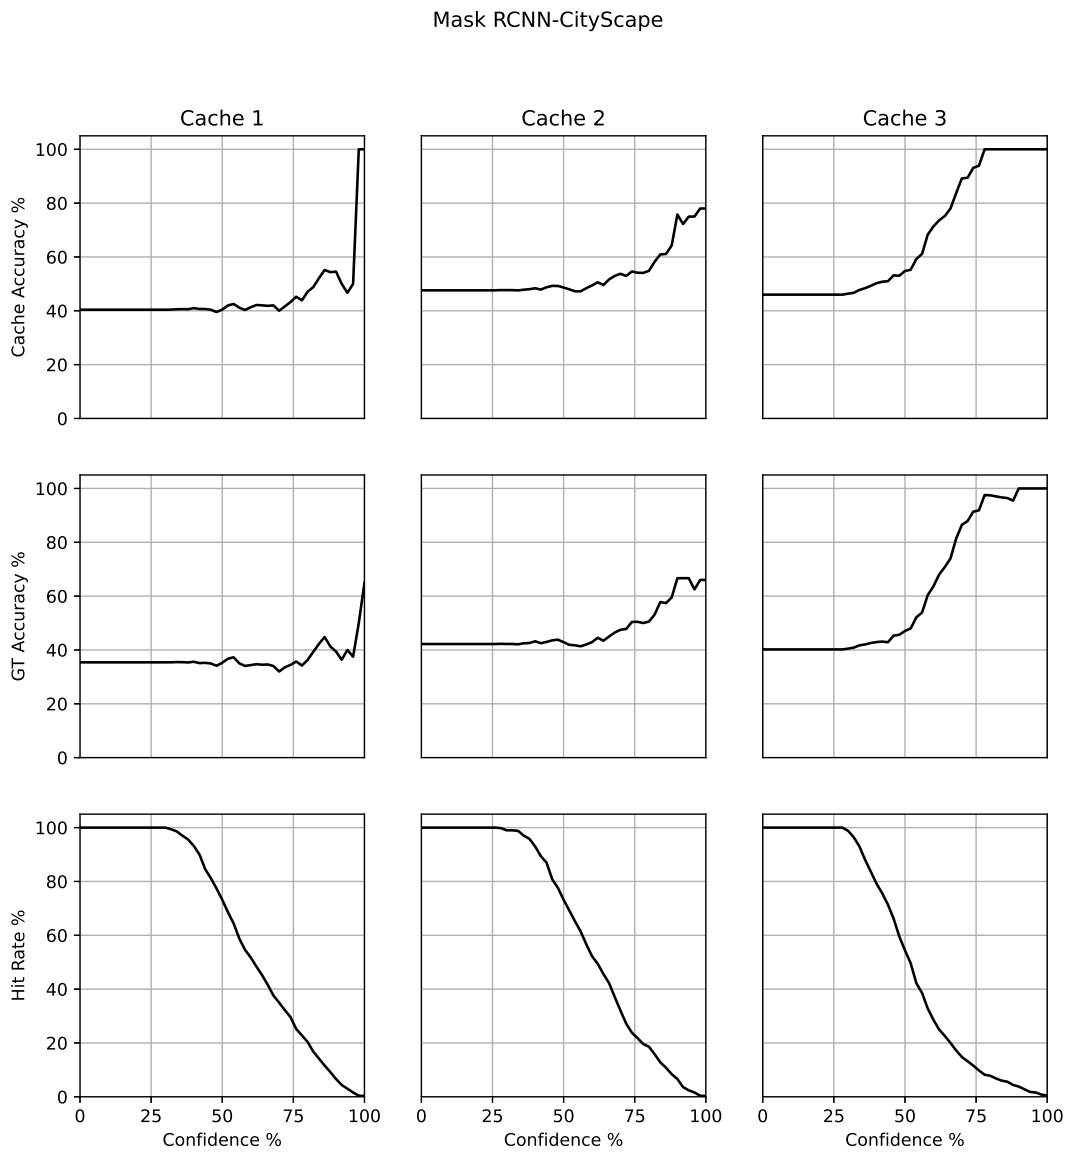 Mask RCNN-CityScape
Cache 1 Cache 2 Cache 3
Cache Accuracy %
100
80
60
40
20
0
GT Accuracy %
100
80
60
40
20
0
Hit Rate %
100
80
60
40
20
0
0 25 50 75 100 0 25 50 75 100 0 25 50 75 100
Confidence % Confidence % Confidence %